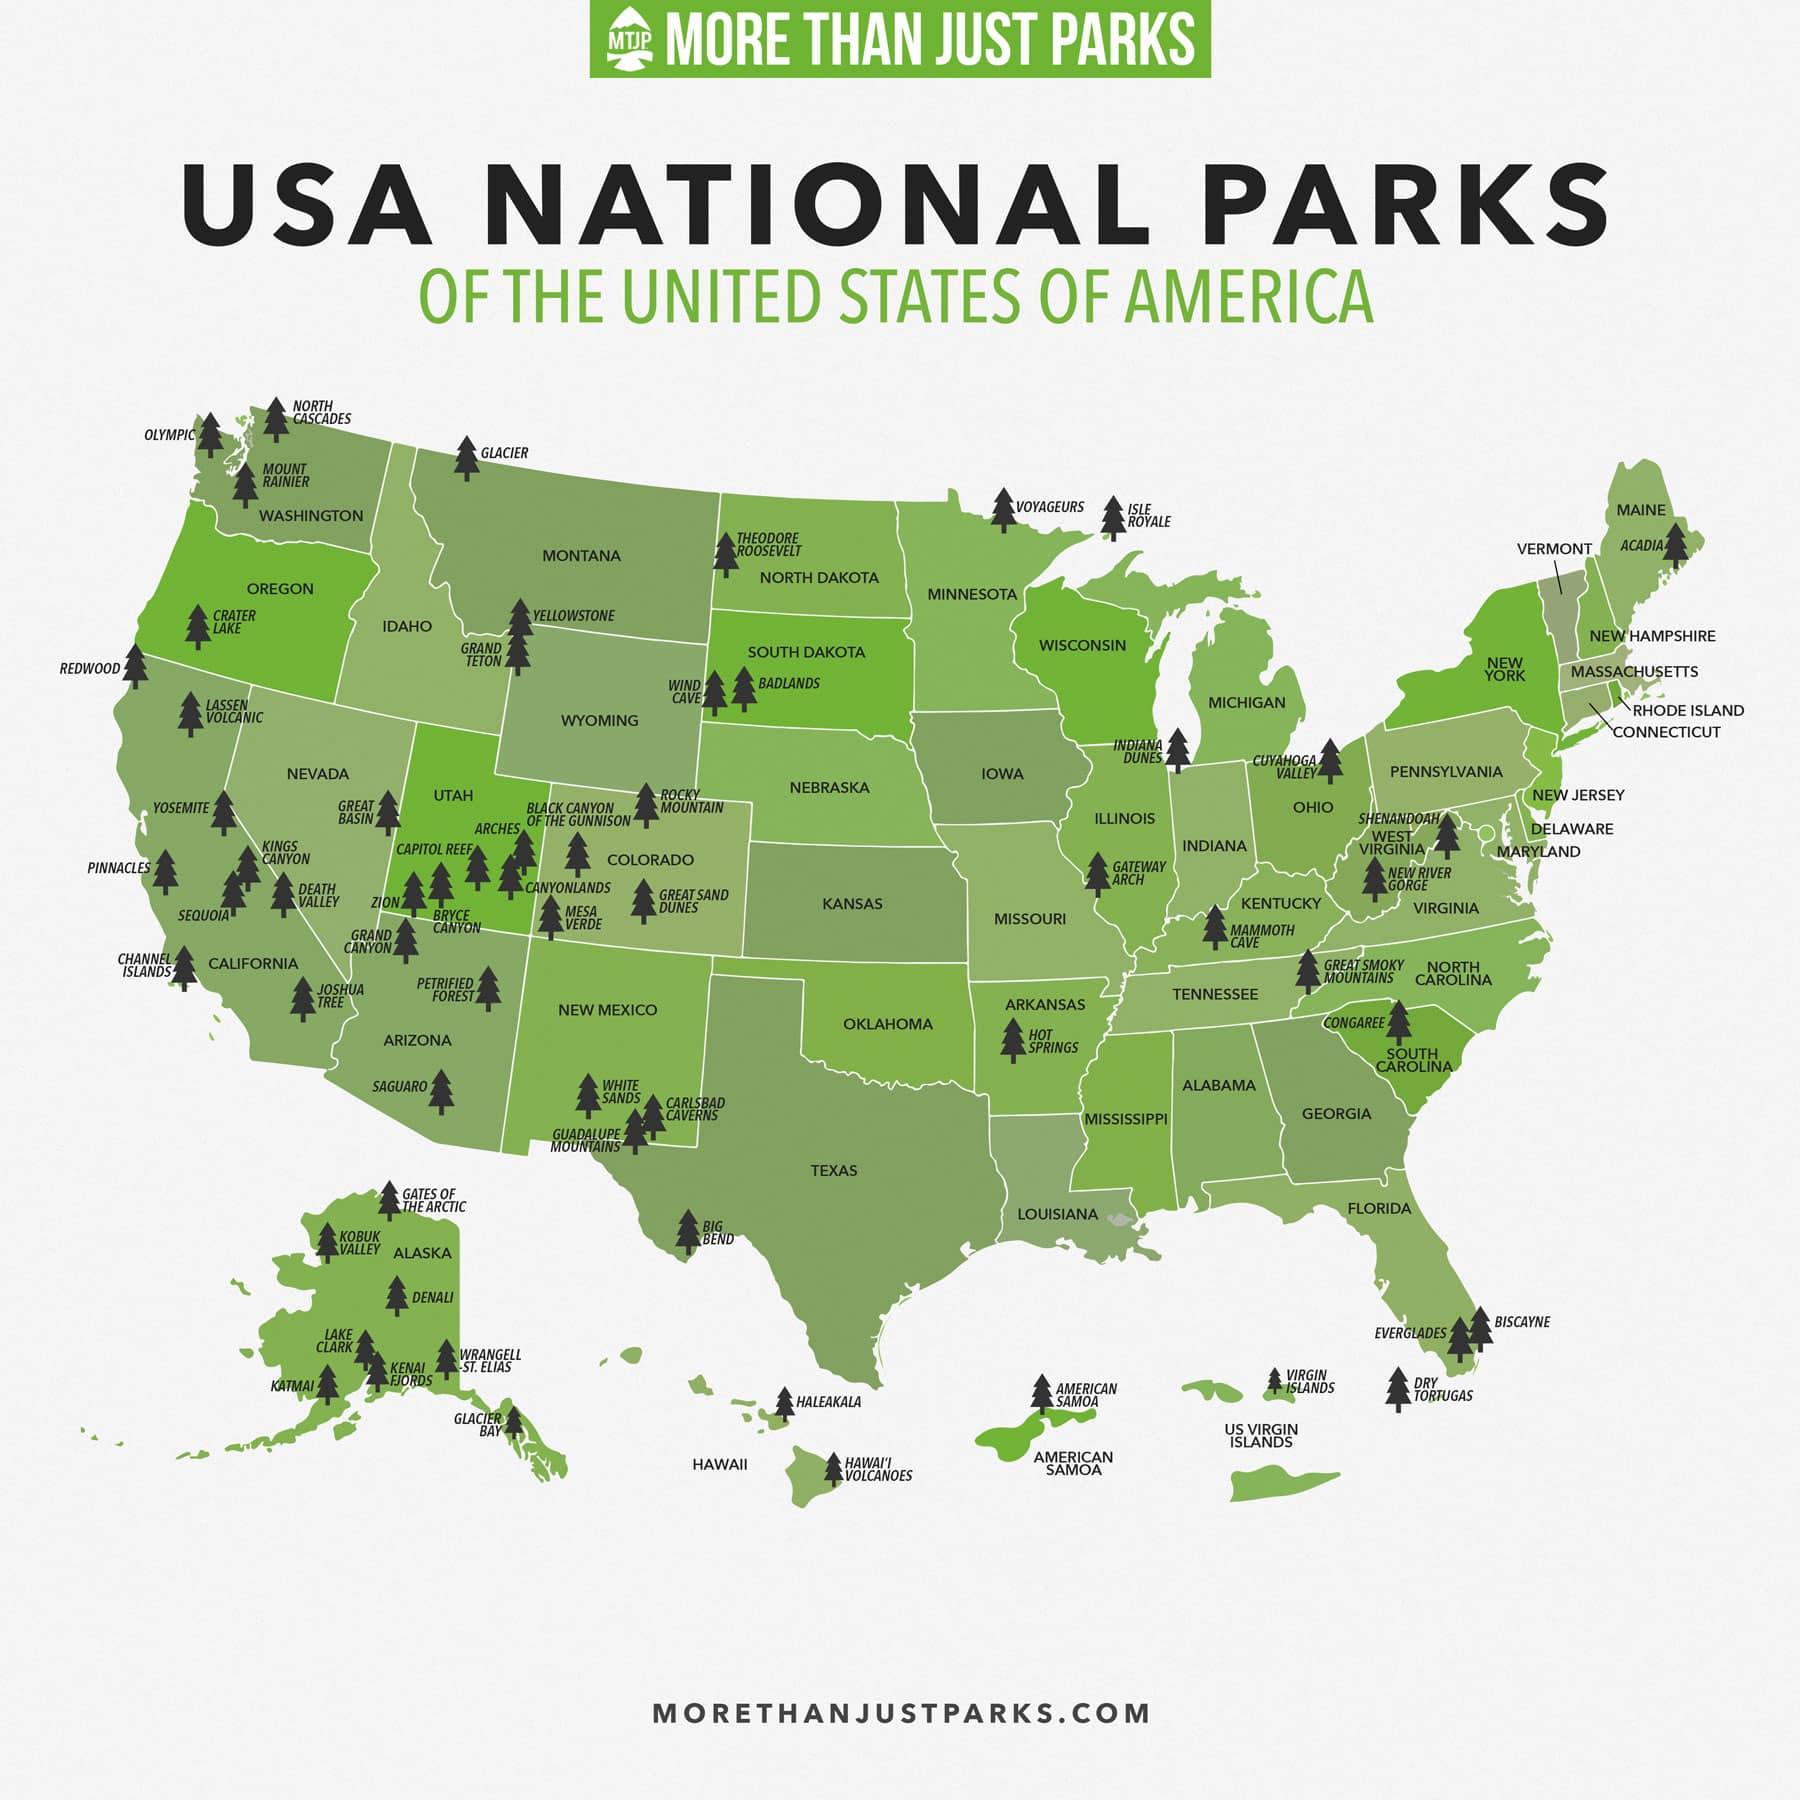 MTJP MORE THAN JUST PARKS
USA NATIONAL PARKS
OF THE UNITED STATES OF AMERICA
NORTH
CASCADES
OLYMPIC
MOUNT
RAINIER
WASHINGTON
GLACIER
MONTANA
OREGON
CRATER
LAKE
IDAHO
YELLOWSTONE
GRAND
TETON
REDWOOD
LASSEN
VOLCANIC
WYOMING
THEODORE
ROOSEVELT
NORTH DAKOTA
SOUTH DAKOTA
WIND
CAVE
BADLANDS
MINNESOTA
VOYAGEURS
ISLE
ROYALE
WISCONSIN
MICHIGAN
MAINE
ACADIA
VERMONT
NEW HAMPSHIRE
NEW
YORK
MASSACHUSETTS
RHODE ISLAND
CONNECTICUT
NEVADA
UTAH
YOSEMITE
GREAT
BASIN
BLACK CANYON
OF THE GUNNISON
ROCKY
MOUNTAIN
ARCHES
CAPITOL REEF
COLORADO
PINNACLES
KINGS
CANYON
DEATH
VALLEY
SEQUOIA
ZION
BRYCE
CANYON
CANYONLANDS
MESA
VERDE
GREAT SAND
DUNES
GRAND
CANYON
CHANNEL
ISLANDS
CALIFORNIA
JOSHUA
TREE
PETRIFIED
FOREST
ARIZONA
SAGUARO
NEW MEXICO
WHITE
SANDS
CARLSBAD
CAVERNS
GUADALUPE
MOUNTAINS
NEBRASKA
IOWA
KANSAS
MISSOURI
ILLINOIS
GATEWAY
ARCH
INDIANA
DUNES
INDIANA
CUYAHOGA
VALLEY
OHIO
PENNSYLVANIA
NEW JERSEY
DELAWARE
MARYLAND
SHENANDOAH
WEST
VIRGINIA
NEW RIVER
GORGE
VIRGINIA
KENTUCKY
MAMMOTH
CAVE
GREAT SMOKY
MOUNTAINS
NORTH
CAROLINA
TENNESSEE
CONGAREE
SOUTH
CAROLINA
OKLAHOMA
ARKANSAS
HOT
SPRINGS
MISSISSIPPI
ALABAMA
GEORGIA
TEXAS
BIG
BEND
LOUISIANA
FLORIDA
EVERGLADES
BISCAYNE
DRY
TORTUGAS
GATES OF
THE ARCTIC
KOBUK
VALLEY
ALASKA
DENALI
LAKE
CLARK
KENAI
FJORDS
WRANGELL
-ST. ELIAS
KATMAI
GLACIER
BAY
HALEAKALA
HAWAII
HAWAI'I
VOLCANOES
AMERICAN
SAMOA
AMERICAN
SAMOA
VIRGIN
ISLANDS
US VIRGIN
ISLANDS
MORETHANJUSTPARKS.COM